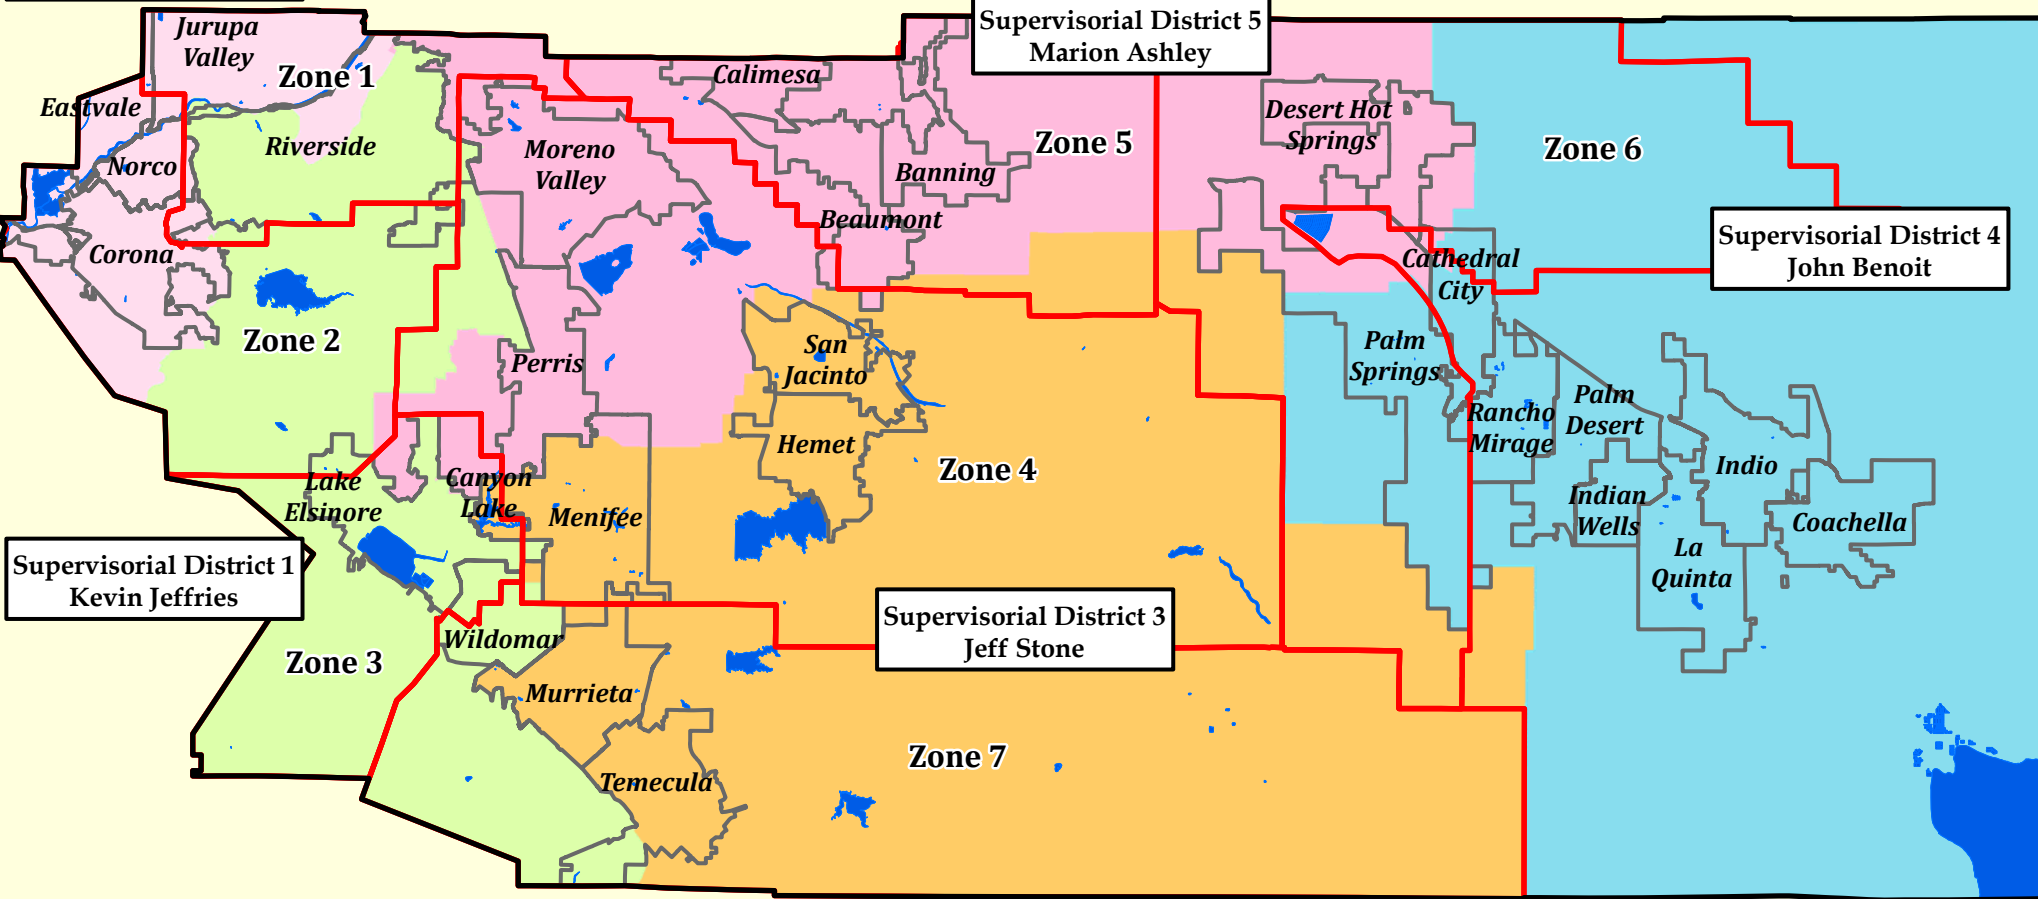 Jurupa
Valley
Zone 1
Eastvale
Norco
Riverside
Corona
Zone 2
Supervisorial District 5
Marion Ashley
Calimesa
Moreno
Valley
Zone 5
Banning
Beaumont
Desert Hot
Springs
Zone 6
Supervisorial District 4
John Benoit
Cathedral
City
Perris
San
Jacinto
Hemet
Zone 4
Palm
Springs
Rancho
Mirage
Palm
Desert
Indio
Indian
Wells
Coachella
La
Quinta
Lake
Elsinore
Canyon
Lake
Menifee
Supervisorial District 1
Kevin Jeffries
Supervisorial District 3
Jeff Stone
Wildomar
Zone 3
Murrieta
Temecula
Zone 7